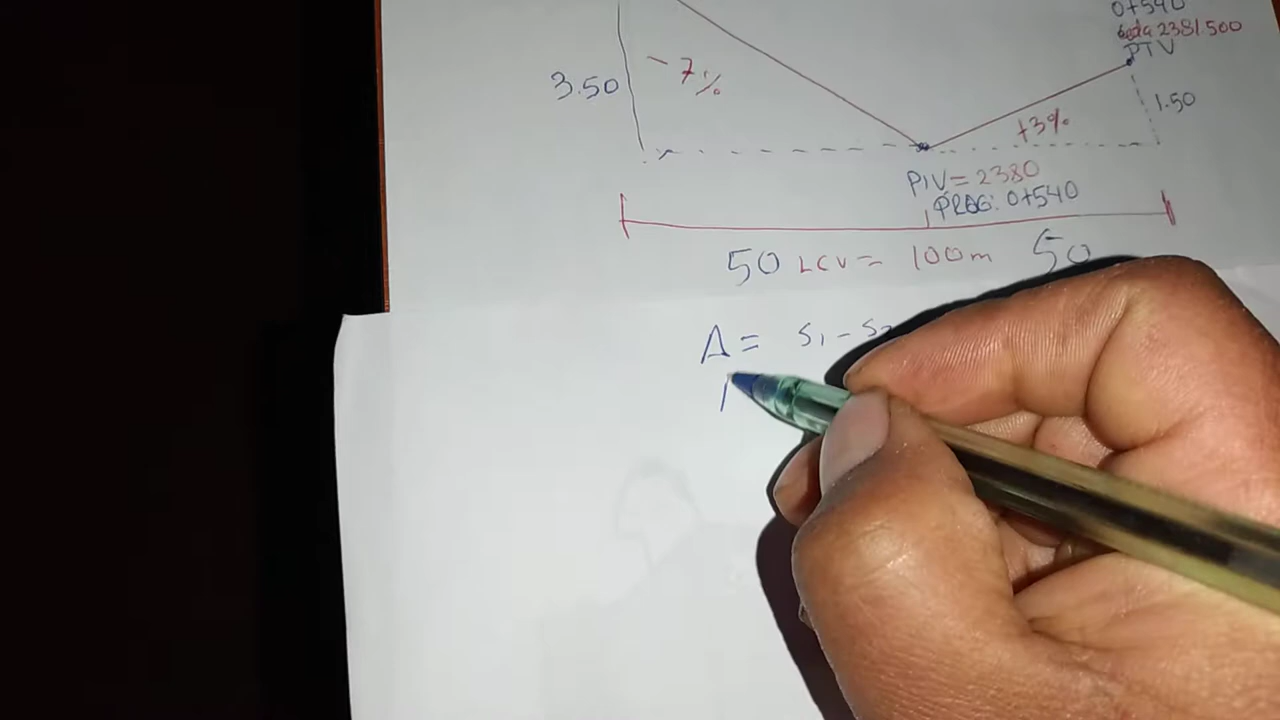 0+540
2381.500
PTV
3.50
- 7%
1.50
+3%
PIV = 2380
PROG: 0+540
50 LCV = 100m 50
A = S1 - S2